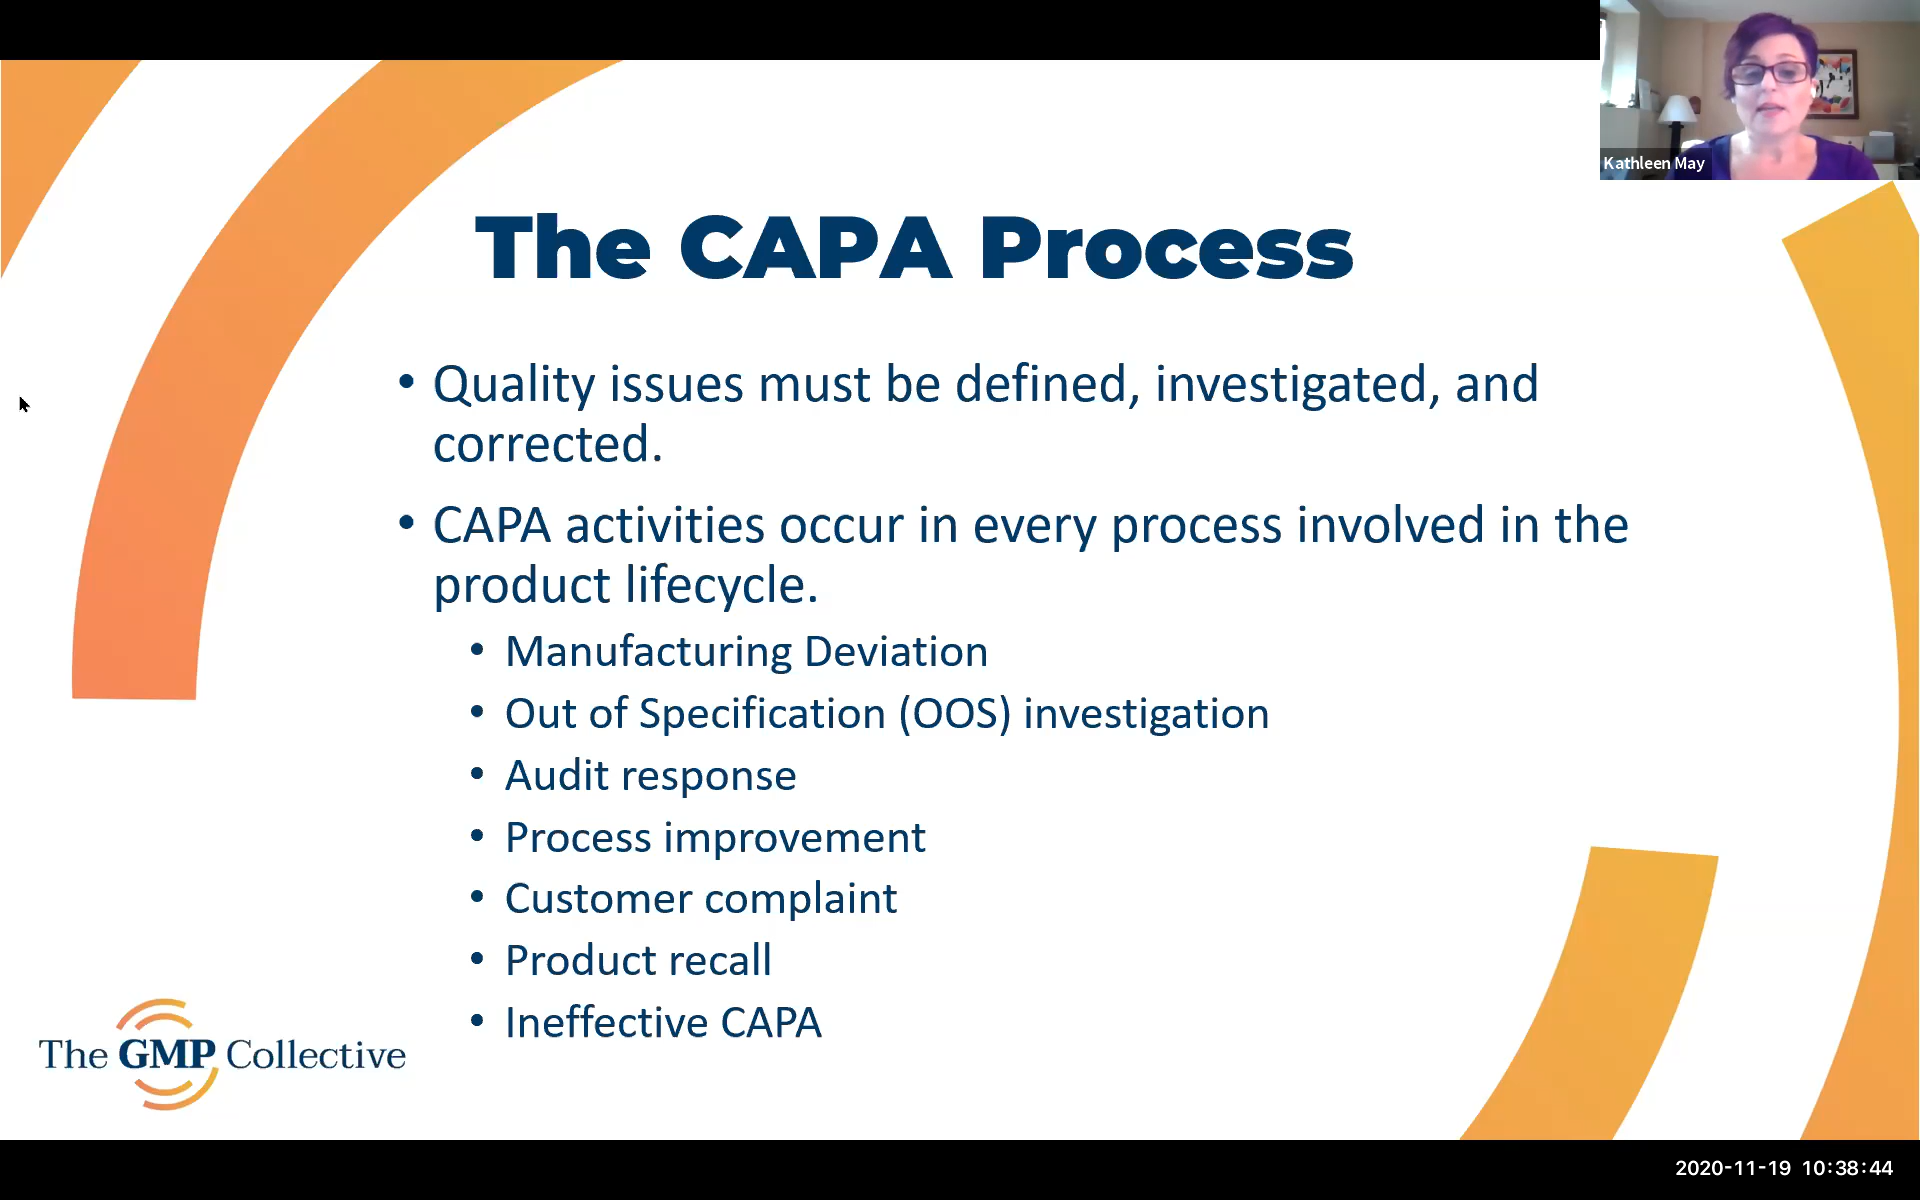 Kathleen May
The CAPA Process
• Quality issues must be defined, investigated, and
corrected.
• CAPA activities occur in every process involved in the
product lifecycle.
• Manufacturing Deviation
• Out of Specification (OOS) investigation
• Audit response
• Process improvement
• Customer complaint
• Product recall
• Ineffective CAPA
The GMP Collective
2020-11-19 10:38:44